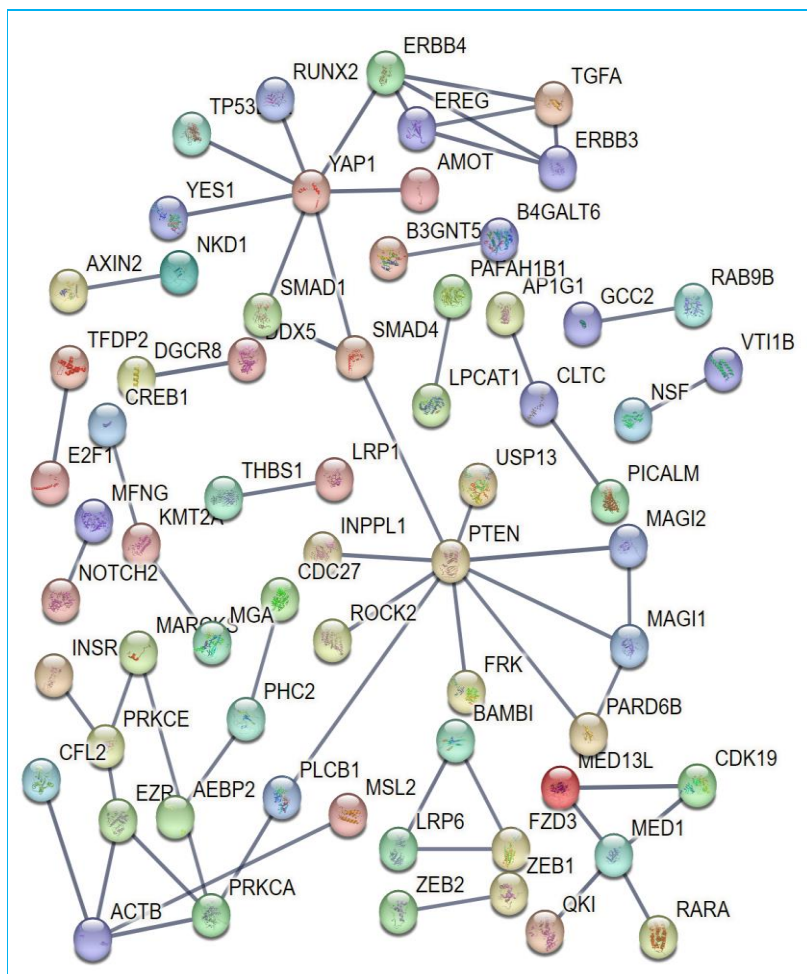 ERBB4
RUNX2
TGFA
EREG
TP53
YAP1
AMOT
ERBB3
YES1
B4GALT6
B3GNT5
NKD1
AXIN2
PAFAH1B1
AP1G1
RAB9B
SMAD1
GCC2
TFDP2
DGCR8
DDX5
SMAD4
VTI1B
CREB1
LPCAT1
CLTC
NSF
E2F1
LRP1
USP13
THBS1
PICALM
MFNG
KMT2A
INPPL1
PTEN
MAGI2
NOTCH2
CDC27
MARCKS
MGA
ROCK2
MAGI1
INSR
FRK
PHC2
PARD6B
PRKCE
BAMBI
CFL2
PLCB1
MED13L
CDK19
EZR
AEBP2
MSL2
LRP6
FZD3
MED1
ZEB1
PRKCA
ZEB2
ACTB
QKI
RARA